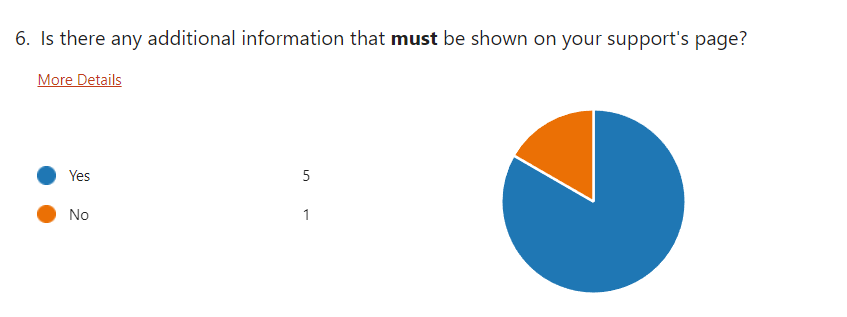 6. Is there any additional information that must be shown on your support's page?
More Details
Yes 5
No 1